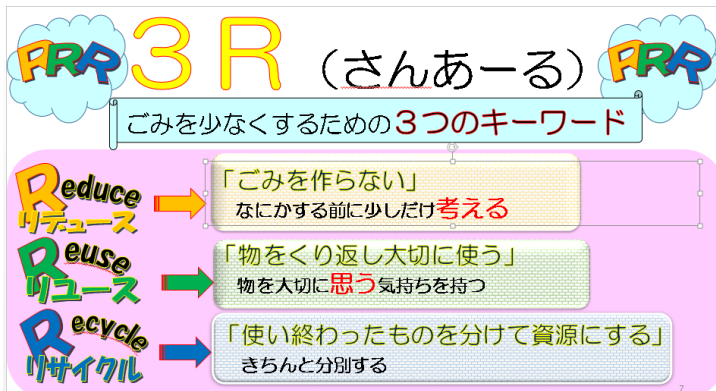 RRR
３Ｒ（さんあーる）
RRR
ごみを少なくするための３つのキーワード
Reduce
リデュース
「ごみを作らない」
なにかする前に少しだけ考える
Reuse
リユース
「物をくり返し大切に使う」
物を大切に思う気持ちを持つ
Recycle
リサイクル
「使い終わったものを分けて資源にする」
きちんと分別する
7